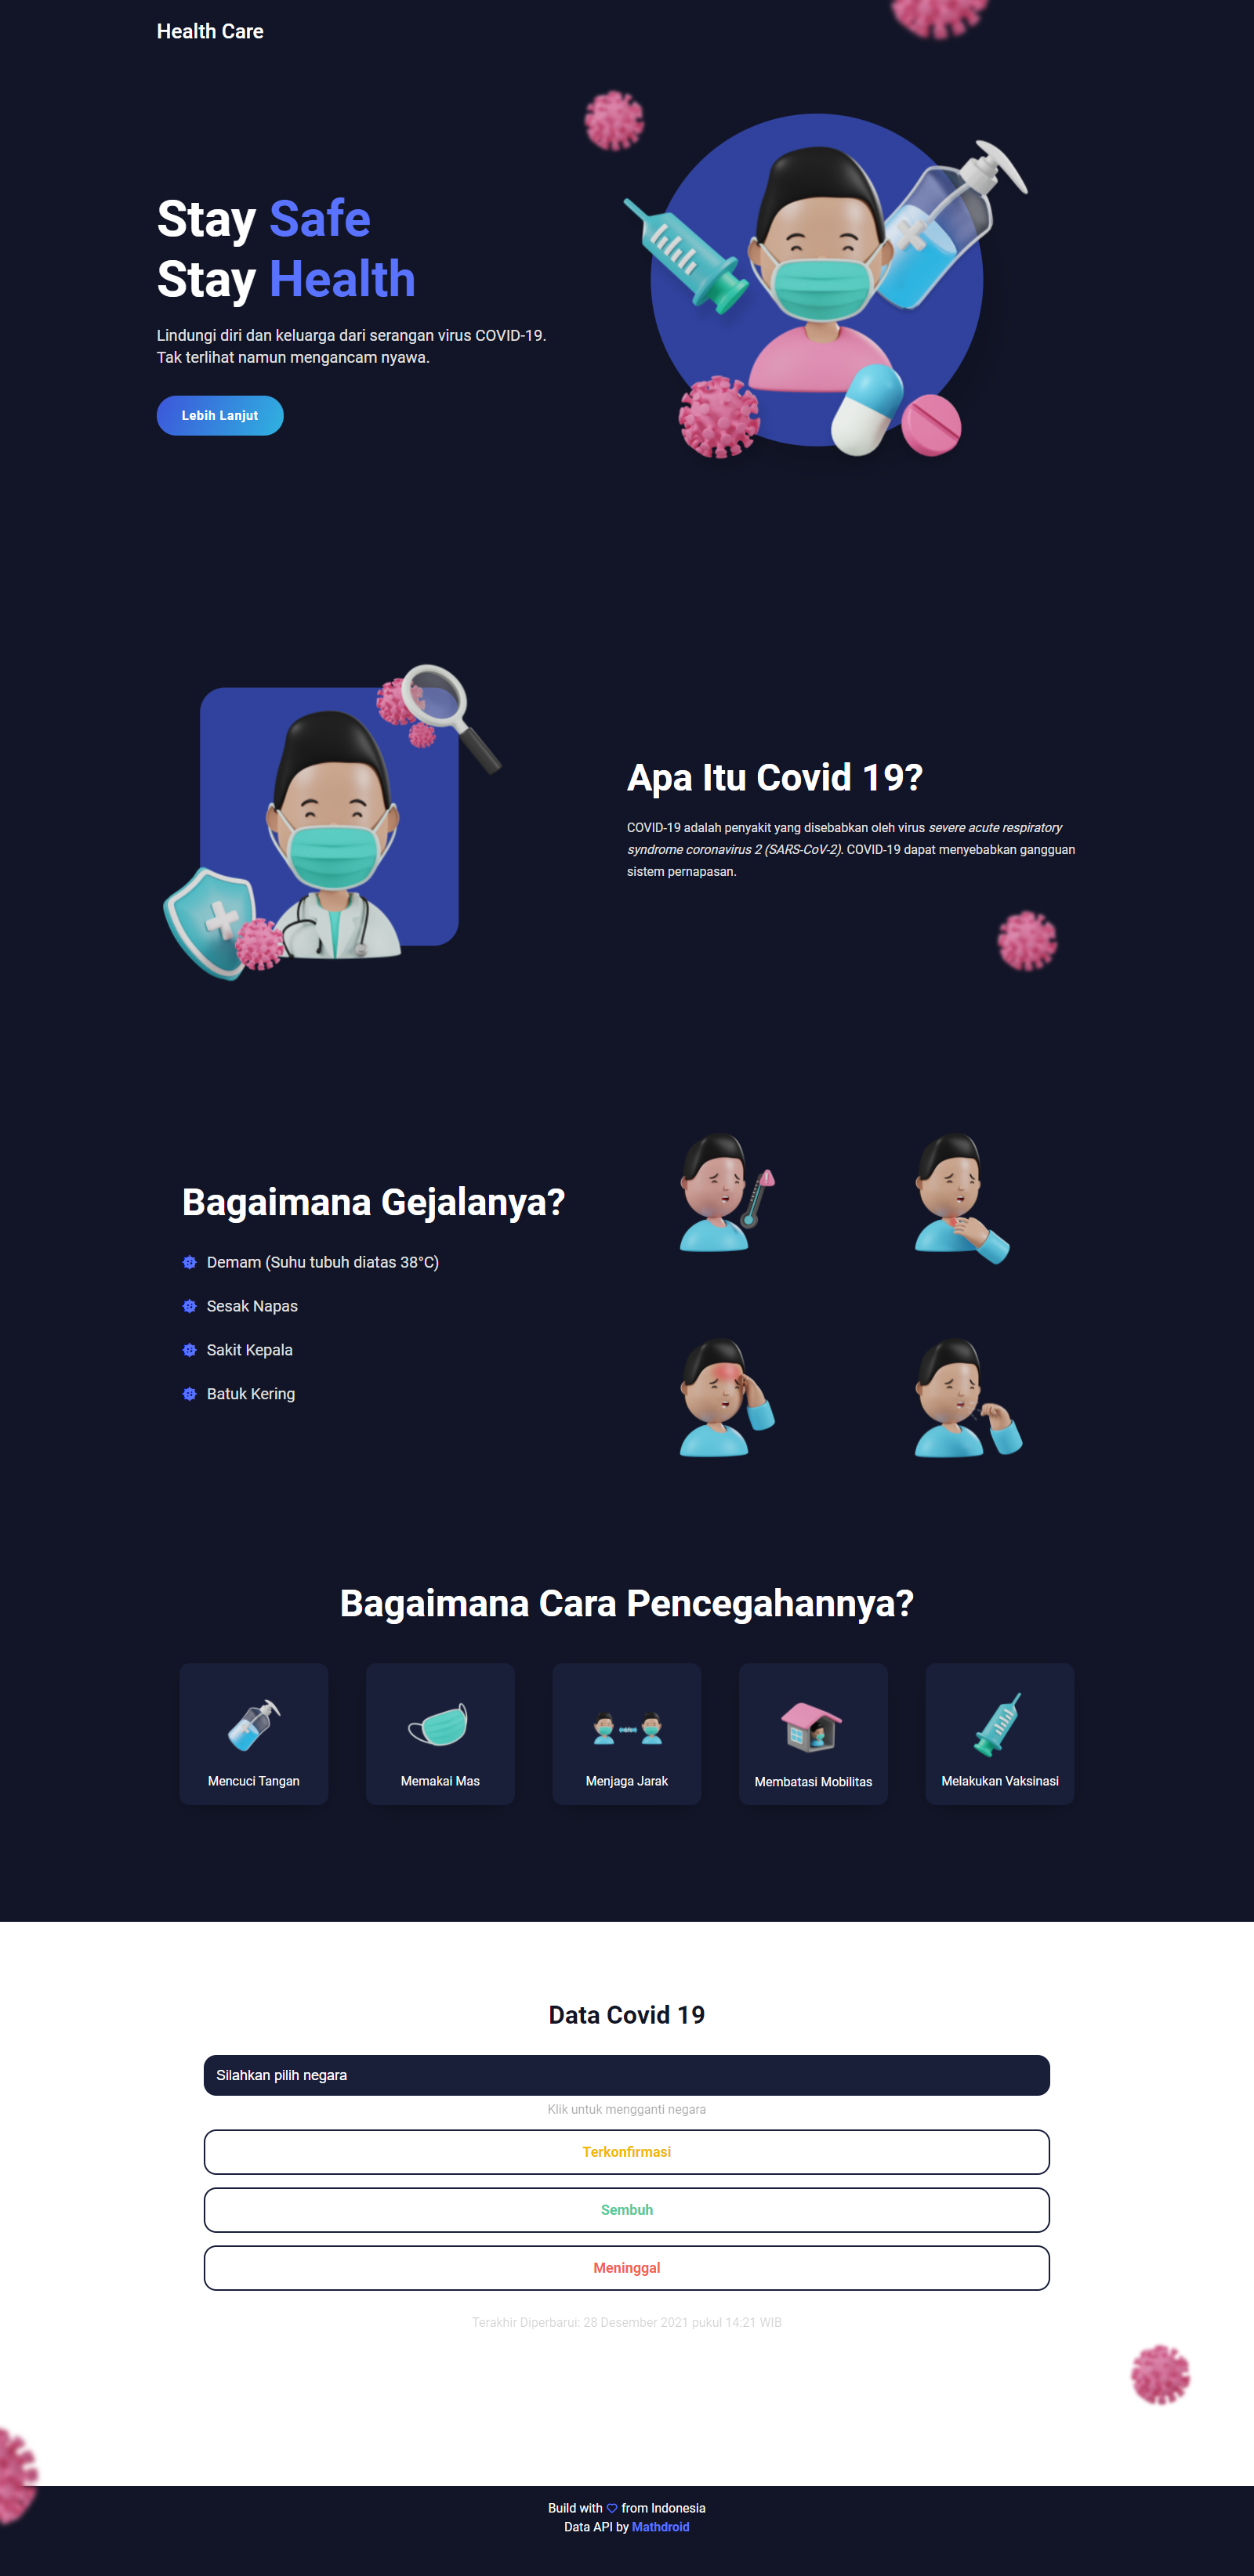 Health Care
Stay Safe
Stay Health
Lindungi diri dan keluarga dari serangan virus COVID-19.
Tak terlihat namun mengancam nyawa.
Lebih Lanjut
Apa Itu Covid 19?
COVID-19 adalah penyakit yang disebabkan oleh virus severe acute respiratory
syndrome coronavirus 2 (SARS-CoV-2). COVID-19 dapat menyebabkan gangguan
sistem pernapasan.
Bagaimana Gejalanya?
Demam (Suhu tubuh diatas 38°C)
Sesak Napas
Sakit Kepala
Batuk Kering
Bagaimana Cara Pencegahannya?
Mencuci Tangan
Memakai Mas
Menjaga Jarak
Membatasi Mobilitas
Melakukan Vaksinasi
Data Covid 19
Silahkan pilih negara
Klik untuk mengganti negara
Terkonfirmasi
Sembuh
Meninggal
Terakhir Diperbarui: 28 Desember 2021 pukul 14:21 WIB
Build with from Indonesia
Data API by Mathdroid